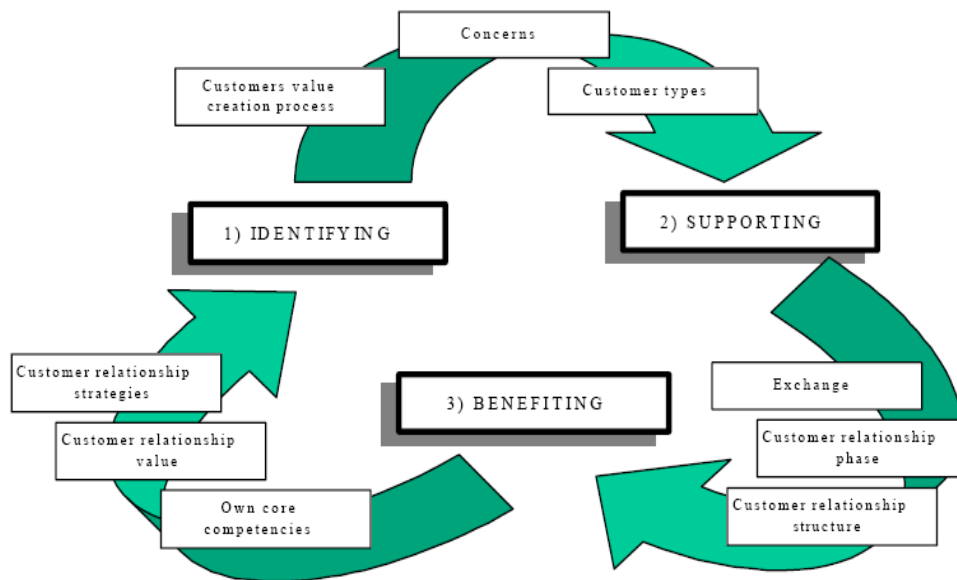 Concerns
Customers value
creation process
Customer types
1) IDENTIFYING
2) SUPPORTING
Customer relationship
strategies
Exchange
3) BENEFITING
Customer relationship
value
Customer relationship
phase
Own core
competencies
Customer relationship
structure